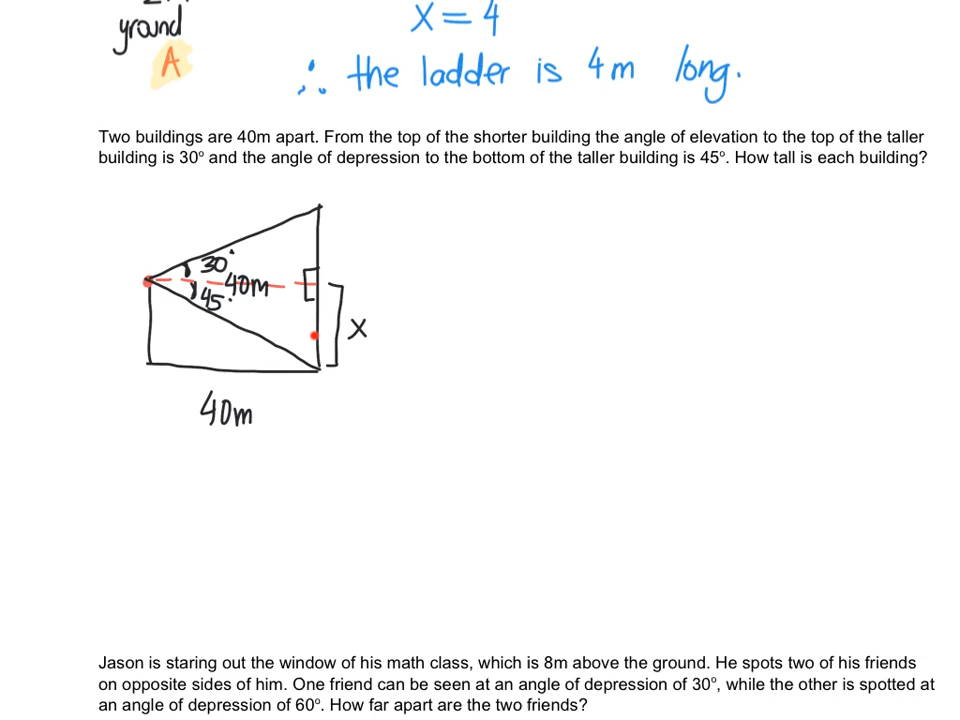 ground
A
X = 4
∴ the ladder is 4m long.
Two buildings are 40m apart. From the top of the shorter building the angle of elevation to the top of the taller
building is 30° and the angle of depression to the bottom of the taller building is 45°. How tall is each building?
30°
40m
45°
X
40m
Jason is staring out the window of his math class, which is 8m above the ground. He spots two of his friends
on opposite sides of him. One friend can be seen at an angle of depression of 30°, while the other is spotted at
an angle of depression of 60°. How far apart are the two friends?